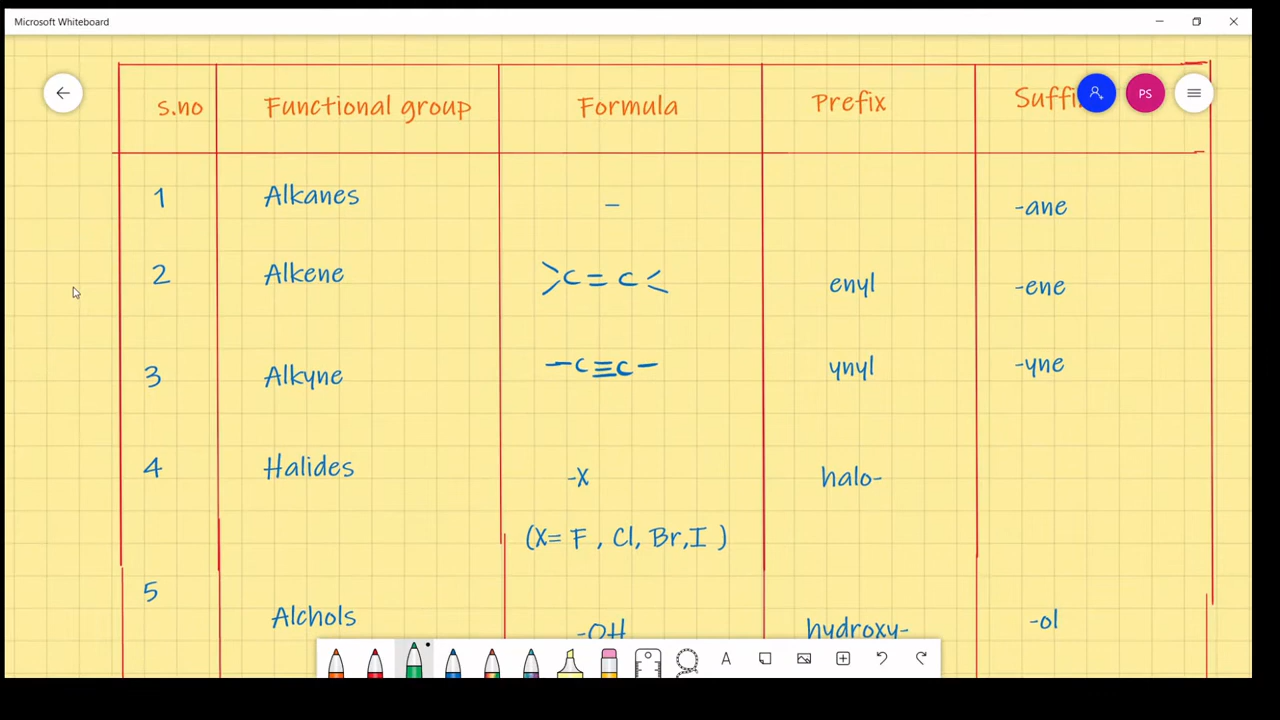 Microsoft Whiteboard
s.no Functional group Formula Prefix
PS
1 Alkanes - -ane
2 Alkene >C = C< enyl -ene
3 Alkyne -C≡C- ynyl -yne
4 Halides -X halo-
(X= F , Cl, Br,I )
5
Alchols -OH hydroxy- -ol
A